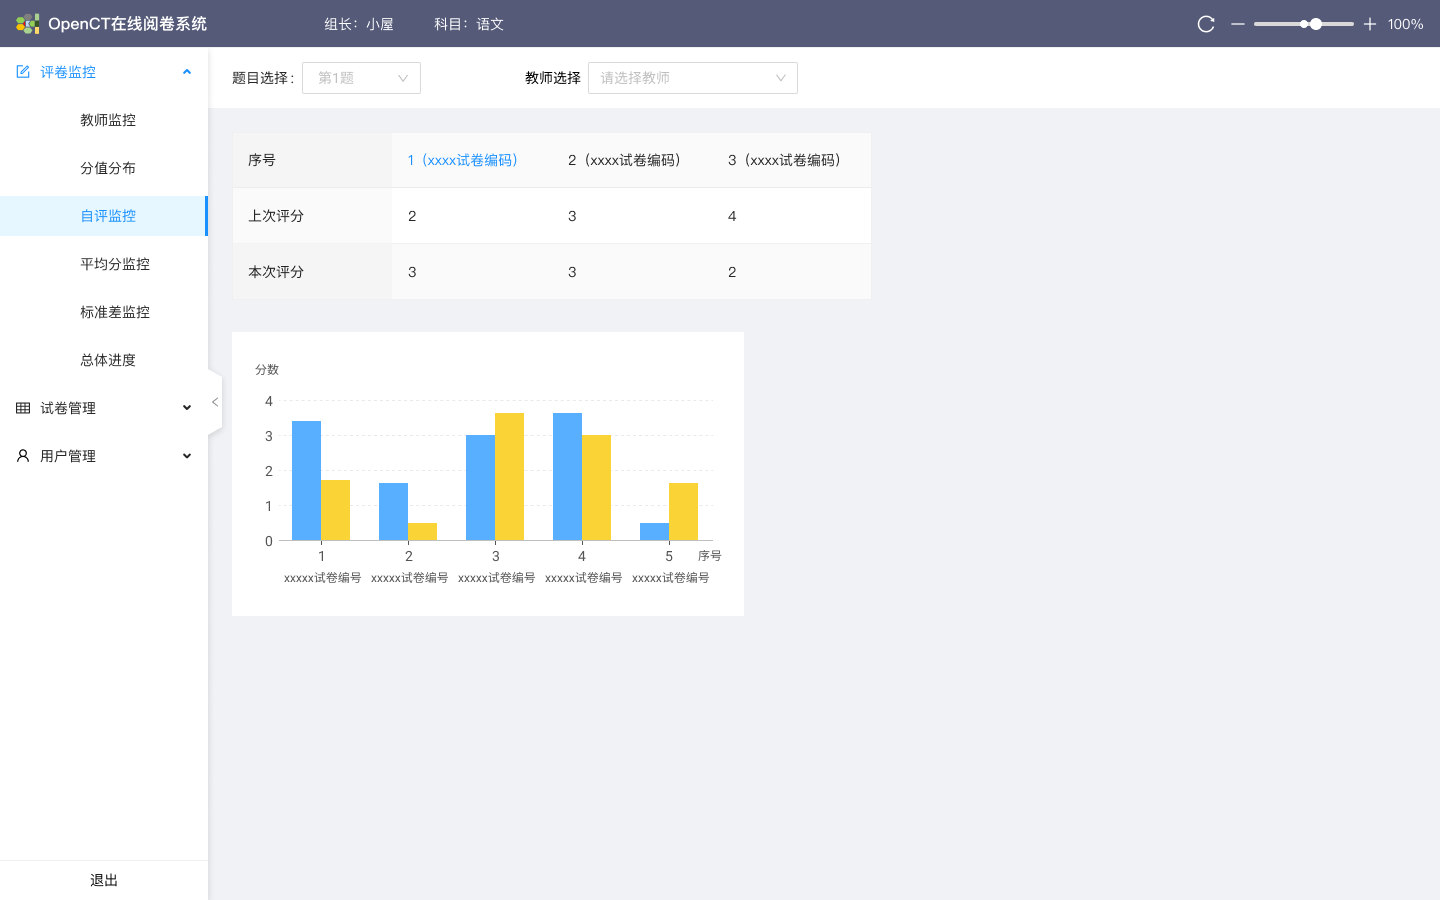 OpenCT在线阅卷系统 组长：小屋 科目：语文 100%
评卷监控
教师监控
分值分布
自评监控
平均分监控
标准差监控
总体进度
试卷管理
用户管理
退出
题目选择： 第1题 教师选择 请选择教师
序号 1（xxxx试卷编码） 2（xxxx试卷编码） 3（xxxx试卷编码）
上次评分 2 3 4
本次评分 3 3 2
分数
4
3
2
1
0
1 2 3 4 5 序号
xxxxx试卷编号 xxxxx试卷编号 xxxxx试卷编号 xxxxx试卷编号 xxxxx试卷编号